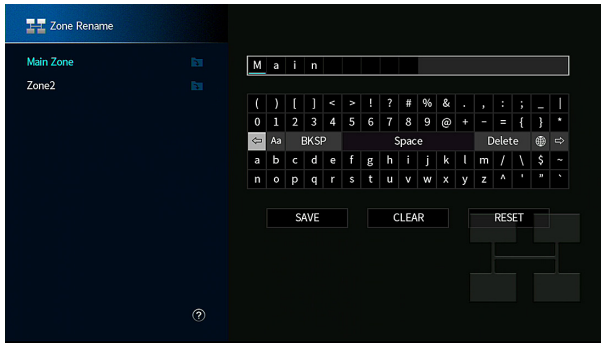 Zone Rename
Main Zone
Zone2
M a i n
( ) [ ] < > ! ? # % & . , : ; _ |
0 1 2 3 4 5 6 7 8 9 @ + - = { } *
⇦ Aa BKSP Space Delete 🌐 ⇨
a b c d e f g h i j k l m / \ $ ~
n o p q r s t u v w x y z ^ ' " `
SAVE CLEAR RESET
?